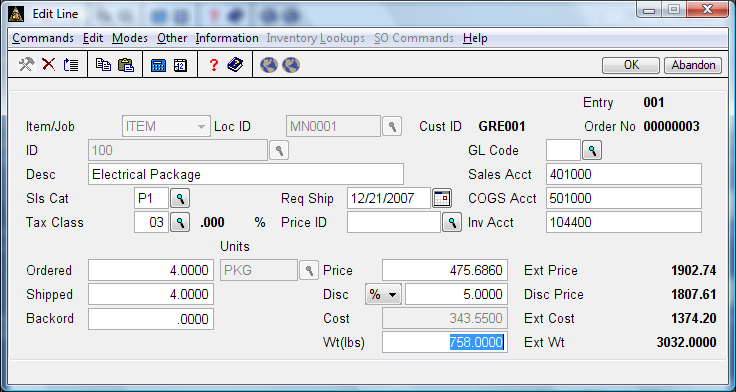 Edit Line
Commands Edit Modes Other Information Inventory Lookups SO Commands Help
OK Abandon
Entry 001
Item/Job ITEM Loc ID MN0001 Cust ID GRE001 Order No 00000003
ID 100 GL Code
Desc Electrical Package Sales Acct 401000
Sls Cat P1 Req Ship 12/21/2007 COGS Acct 501000
Tax Class 03 .000 % Price ID Inv Acct 104400
Units
Ordered 4.0000 PKG Price 475.6860 Ext Price 1902.74
Shipped 4.0000 Disc % 5.0000 Disc Price 1807.61
Backord .0000 Cost 343.5500 Ext Cost 1374.20
Wt(lbs) 758.0000 Ext Wt 3032.0000